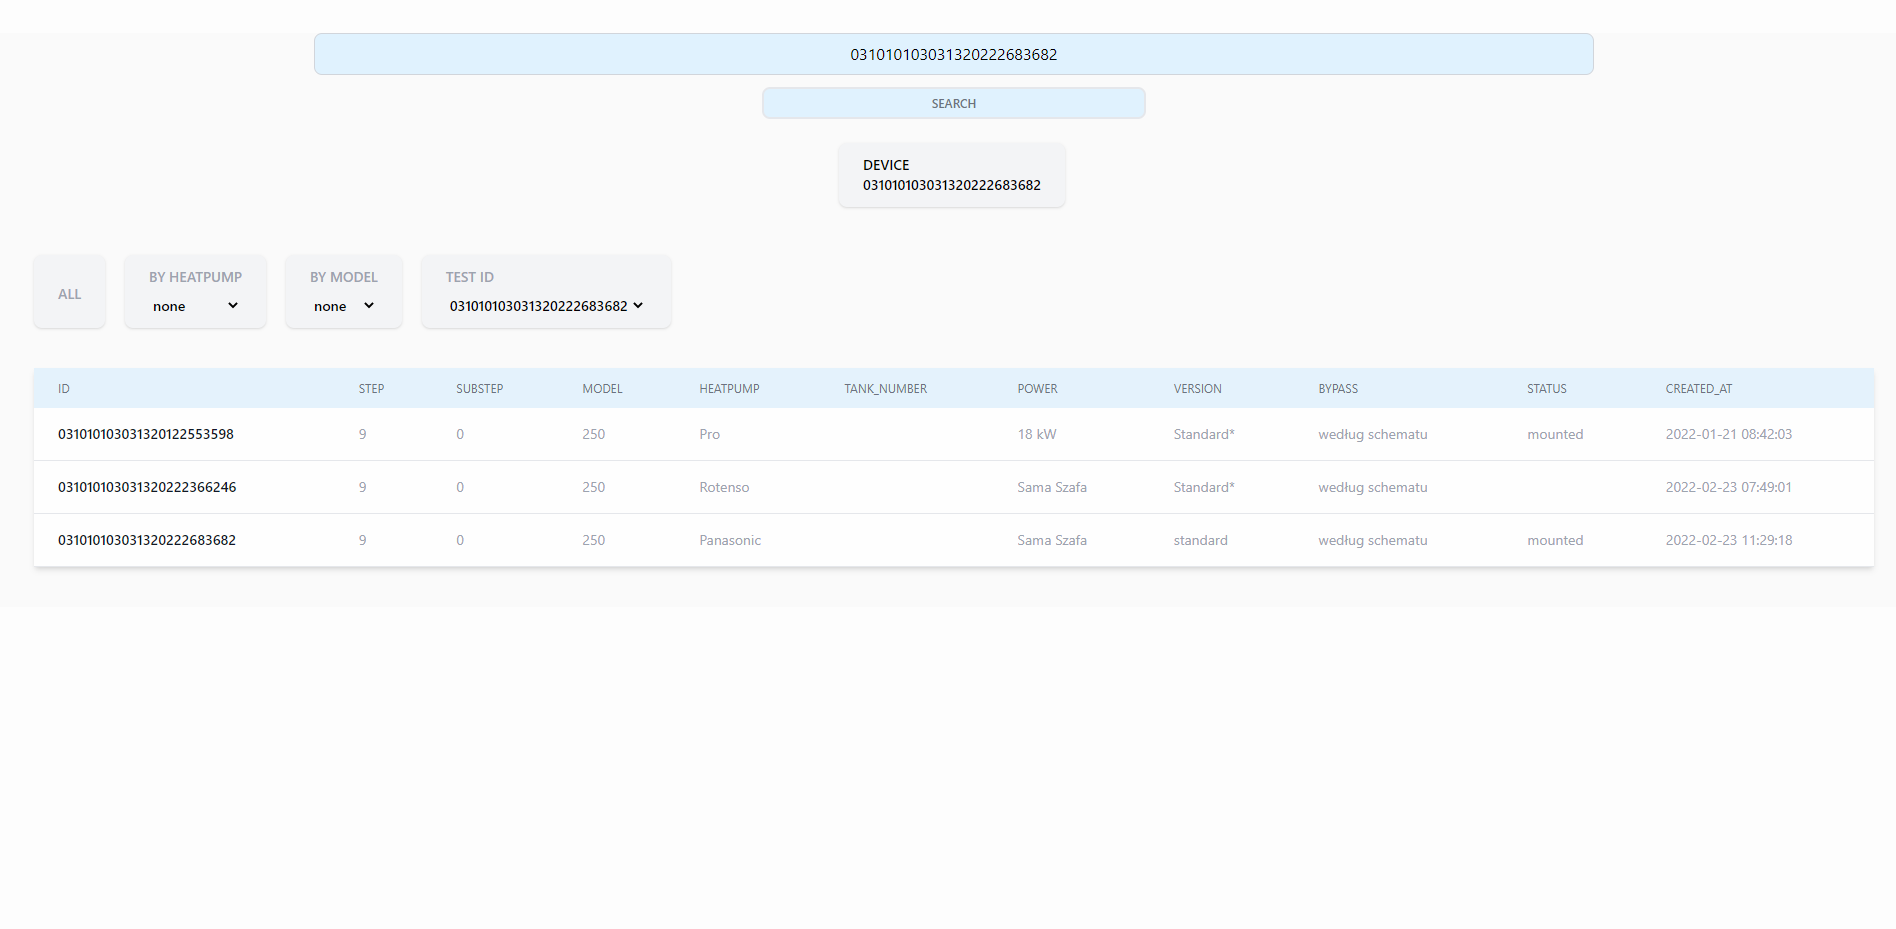 031010103031320222683682
SEARCH
DEVICE
031010103031320222683682
ALL
BY HEATPUMP
none
BY MODEL
none
TEST ID
031010103031320222683682
ID STEP SUBSTEP MODEL HEATPUMP TANK_NUMBER POWER VERSION BYPASS STATUS CREATED_AT
031010103031320122553598 9 0 250 Pro 18 kW Standard* według schematu mounted 2022-01-21 08:42:03
031010103031320222366246 9 0 250 Rotenso Sama Szafa Standard* według schematu 2022-02-23 07:49:01
031010103031320222683682 9 0 250 Panasonic Sama Szafa standard według schematu mounted 2022-02-23 11:29:18